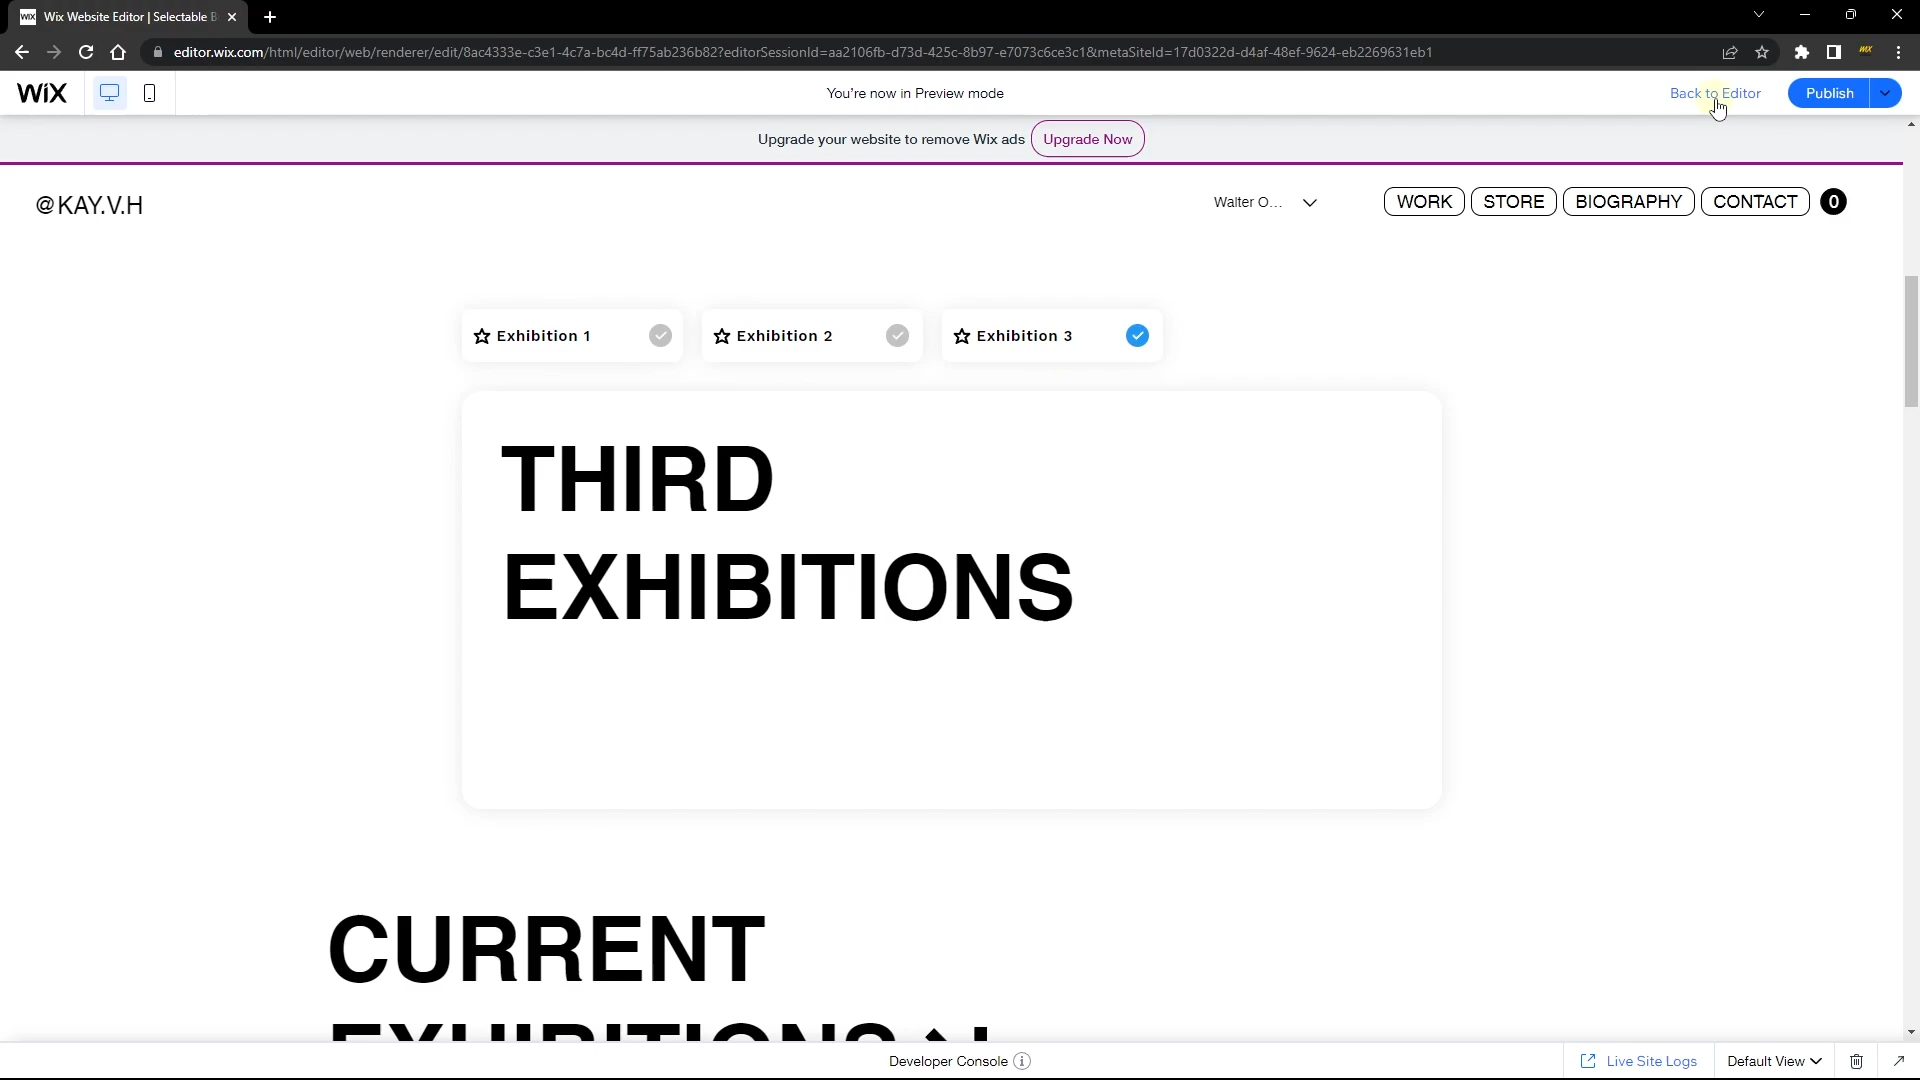 Wix Website Editor | Selectable B
editor.wix.com/html/editor/web/renderer/edit/8ac4333e-c3e1-4c7a-bc4d-ff75ab236b82?editorSessionId=aa2106fb-d73d-425c-8b97-e7073c6ce3c1&metaSiteId=17d0322d-d4af-48ef-9624-eb2269631eb1
WiX
You're now in Preview mode
Back to Editor
Publish
Upgrade your website to remove Wix ads
Upgrade Now
@KAY.V.H
Walter O...
WORK
STORE
BIOGRAPHY
CONTACT
0
Exhibition 1
Exhibition 2
Exhibition 3
THIRD
EXHIBITIONS
CURRENT
EXHIBITIONS
Developer Console
Live Site Logs
Default View